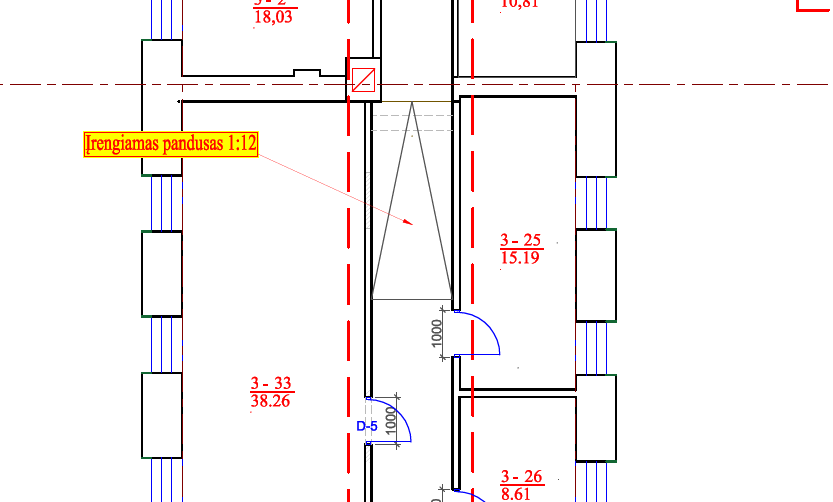 3 - 2
18,03
10,81
Įrengiamas pandusas 1:12
3 - 25
15.19
1000
3 - 33
38.26
1000
D-5
3 - 26
8.61